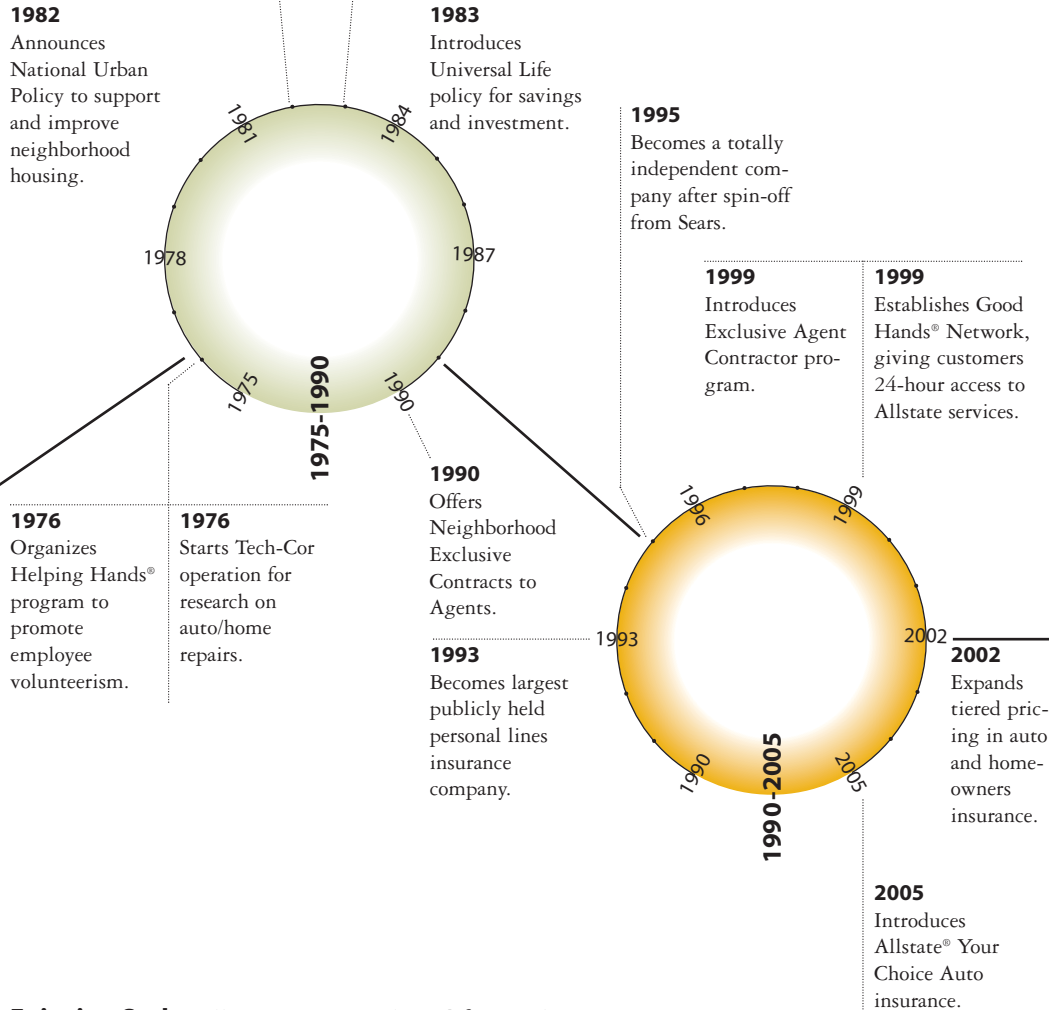 1982
Announces
National Urban
Policy to support
and improve
neighborhood
housing.
1983
Introduces
Universal Life
policy for savings
and investment.
1981
1984
1978
1987
1975
1990
1975-1990
1995
Becomes a totally
independent com-
pany after spin-off
from Sears.
1999
Introduces
Exclusive Agent
Contractor pro-
gram.
1999
Establishes Good
Hands® Network,
giving customers
24-hour access to
Allstate services.
1976
Organizes
Helping Hands®
program to
promote
employee
volunteerism.
1976
Starts Tech-Cor
operation for
research on
auto/home
repairs.
1990
Offers
Neighborhood
Exclusive
Contracts to
Agents.
1993
Becomes largest
publicly held
personal lines
insurance
company.
1996
1999
1993
2002
1990
2005
1990-2005
2002
Expands
tiered pric-
ing in auto
and home-
owners
insurance.
2005
Introduces
Allstate® Your
Choice Auto
insurance.